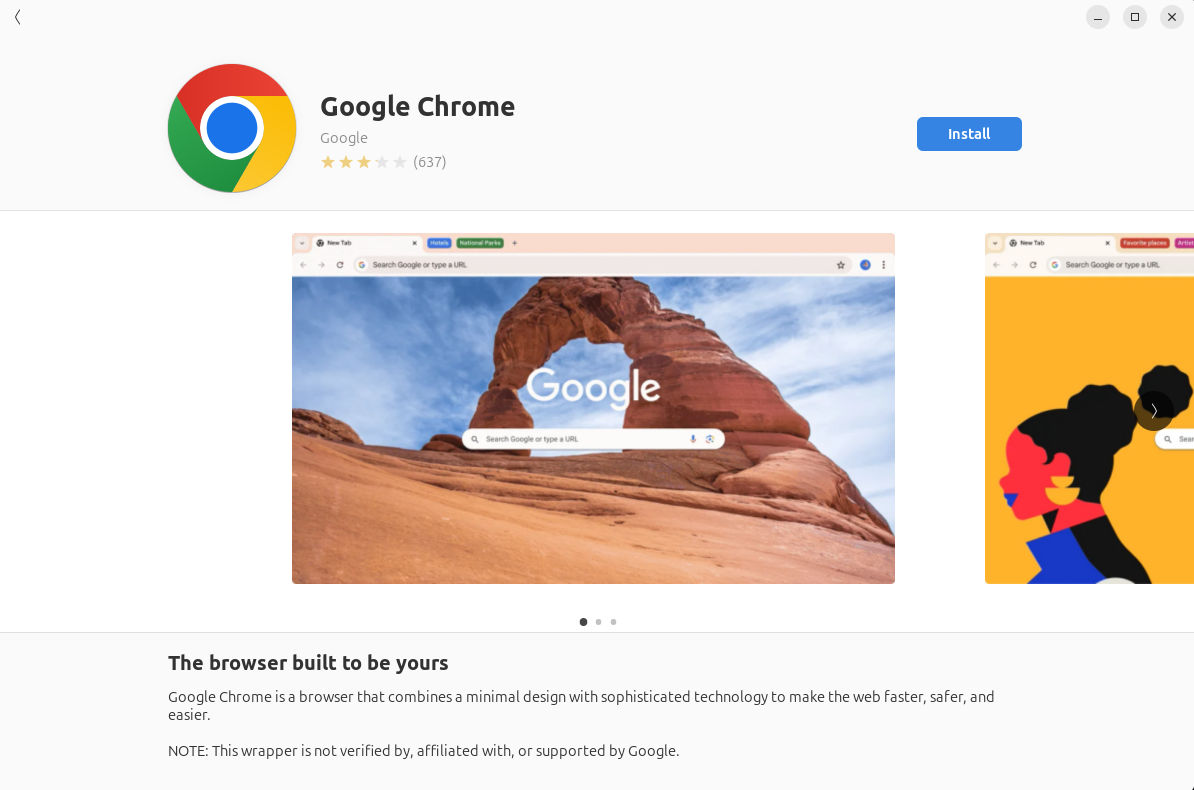 Google Chrome
Google
(637)
Install
New Tab
Hotels
National Parks
Search Google or type a URL
Google
Search Google or type a URL
New Tab
Favorite places
Artist
Search Google or type a URL
Sear
The browser built to be yours
Google Chrome is a browser that combines a minimal design with sophisticated technology to make the web faster, safer, and
easier.
NOTE: This wrapper is not verified by, affiliated with, or supported by Google.